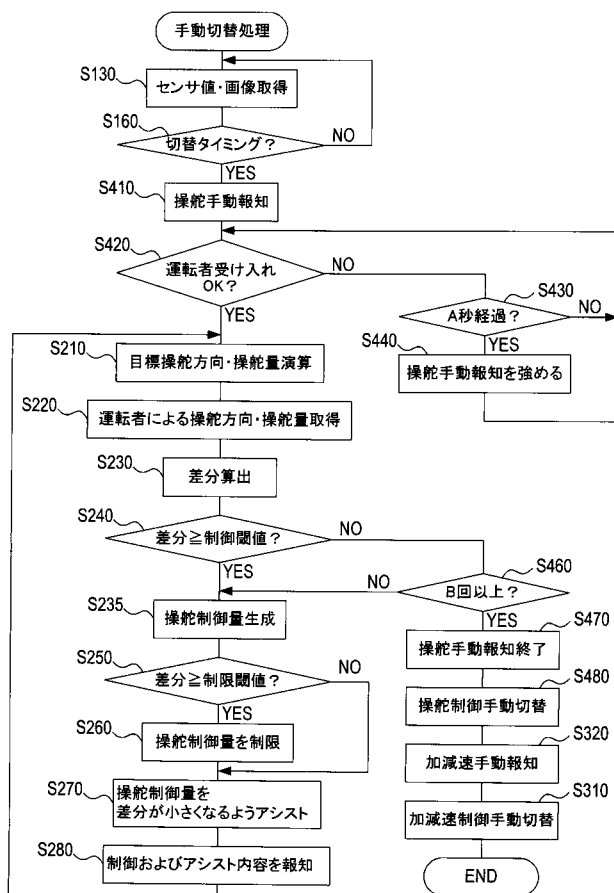 手動切替処理
S130
センサ値・画像取得
S160
切替タイミング?
NO
YES
S410
操舵手動報知
S420
運転者受け入れ
OK?
NO
YES
S430
A秒経過?
NO
YES
S440
操舵手動報知を強める
S210
目標操舵方向・操舵量演算
S220
運転者による操舵方向・操舵量取得
S230
差分算出
S240
差分≧制御閾値?
NO
YES
S460
B回以上?
NO
YES
S235
操舵制御量生成
S470
操舵手動報知終了
S250
差分≧制限閾値?
NO
YES
S480
操舵制御手動切替
S260
操舵制御量を制限
S320
加減速手動報知
S270
操舵制御量を
差分が小さくなるようアシスト
S310
加減速制御手動切替
S280
制御およびアシスト内容を報知
END